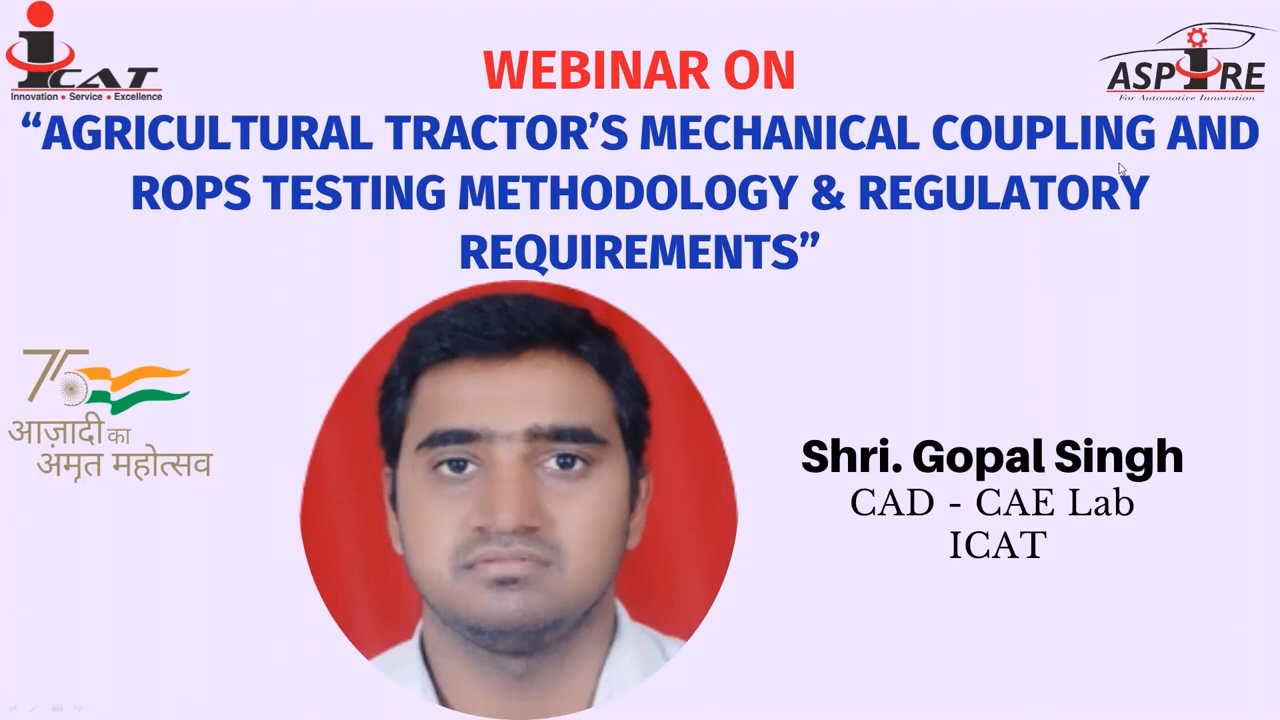 iCAT
Innovation • Service • Excellence
ASPiRE
For Automotive Innovation
WEBINAR ON
“AGRICULTURAL TRACTOR’S MECHANICAL COUPLING AND
ROPS TESTING METHODOLOGY & REGULATORY
REQUIREMENTS”
75
आज़ादी का
अमृत महोत्सव
Shri. Gopal Singh
CAD - CAE Lab
ICAT